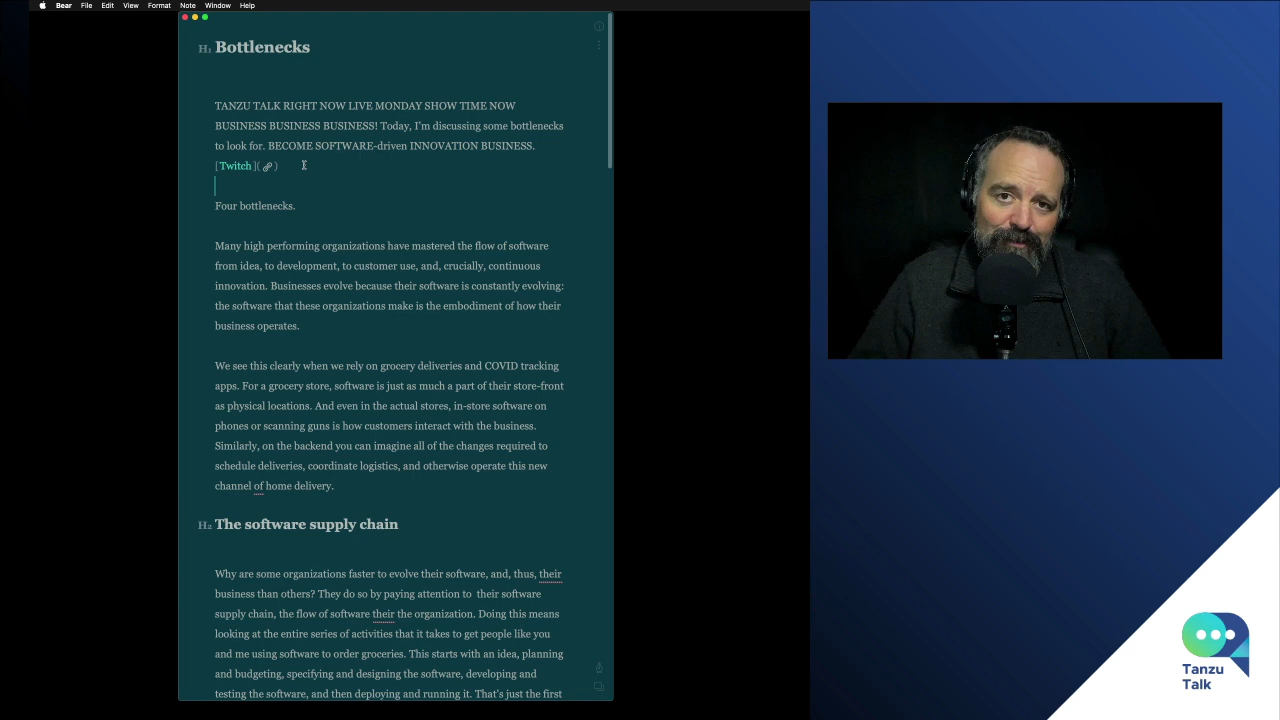 Bear File Edit View Format Note Window Help
H1 Bottlenecks
TANZU TALK RIGHT NOW LIVE MONDAY SHOW TIME NOW
BUSINESS BUSINESS BUSINESS! Today, I'm discussing some bottlenecks
to look for. BECOME SOFTWARE-driven INNOVATION BUSINESS.
[Twitch]( )
Four bottlenecks.
Many high performing organizations have mastered the flow of software
from idea, to development, to customer use, and, crucially, continuous
innovation. Businesses evolve because their software is constantly evolving:
the software that these organizations make is the embodiment of how their
business operates.
We see this clearly when we rely on grocery deliveries and COVID tracking
apps. For a grocery store, software is just as much a part of their store-front
as physical locations. And even in the actual stores, in-store software on
phones or scanning guns is how customers interact with the business.
Similarly, on the backend you can imagine all of the changes required to
schedule deliveries, coordinate logistics, and otherwise operate this new
channel of home delivery.
H2 The software supply chain
Why are some organizations faster to evolve their software, and, thus, their
business than others? They do so by paying attention to their software
supply chain, the flow of software their the organization. Doing this means
looking at the entire series of activities that it takes to get people like you
and me using software to order groceries. This starts with an idea, planning
and budgeting, specifying and designing the software, developing and
testing the software, and then deploying and running it. That's just the first
Tanzu
Talk